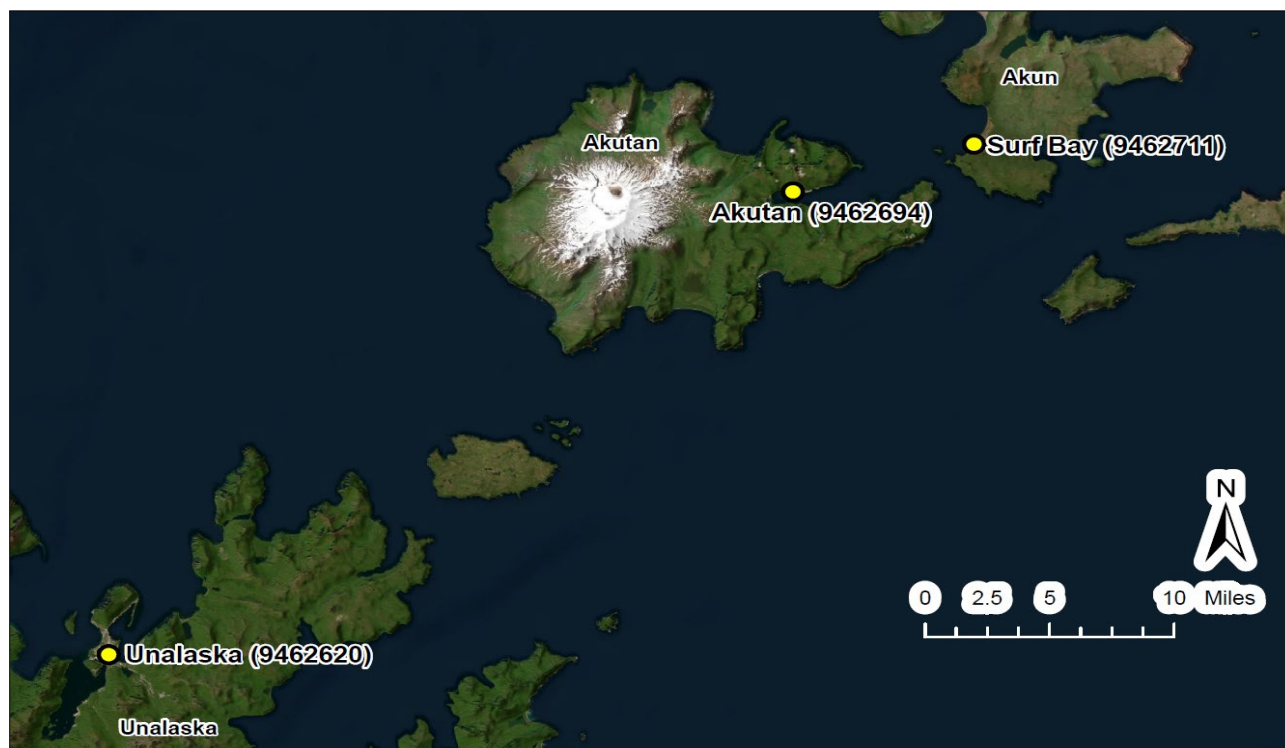 Akun
Akutan
Surf Bay (9462711)
Akutan (9462694)
N
0 2.5 5 10 Miles
Unalaska (9462620)
Unalaska